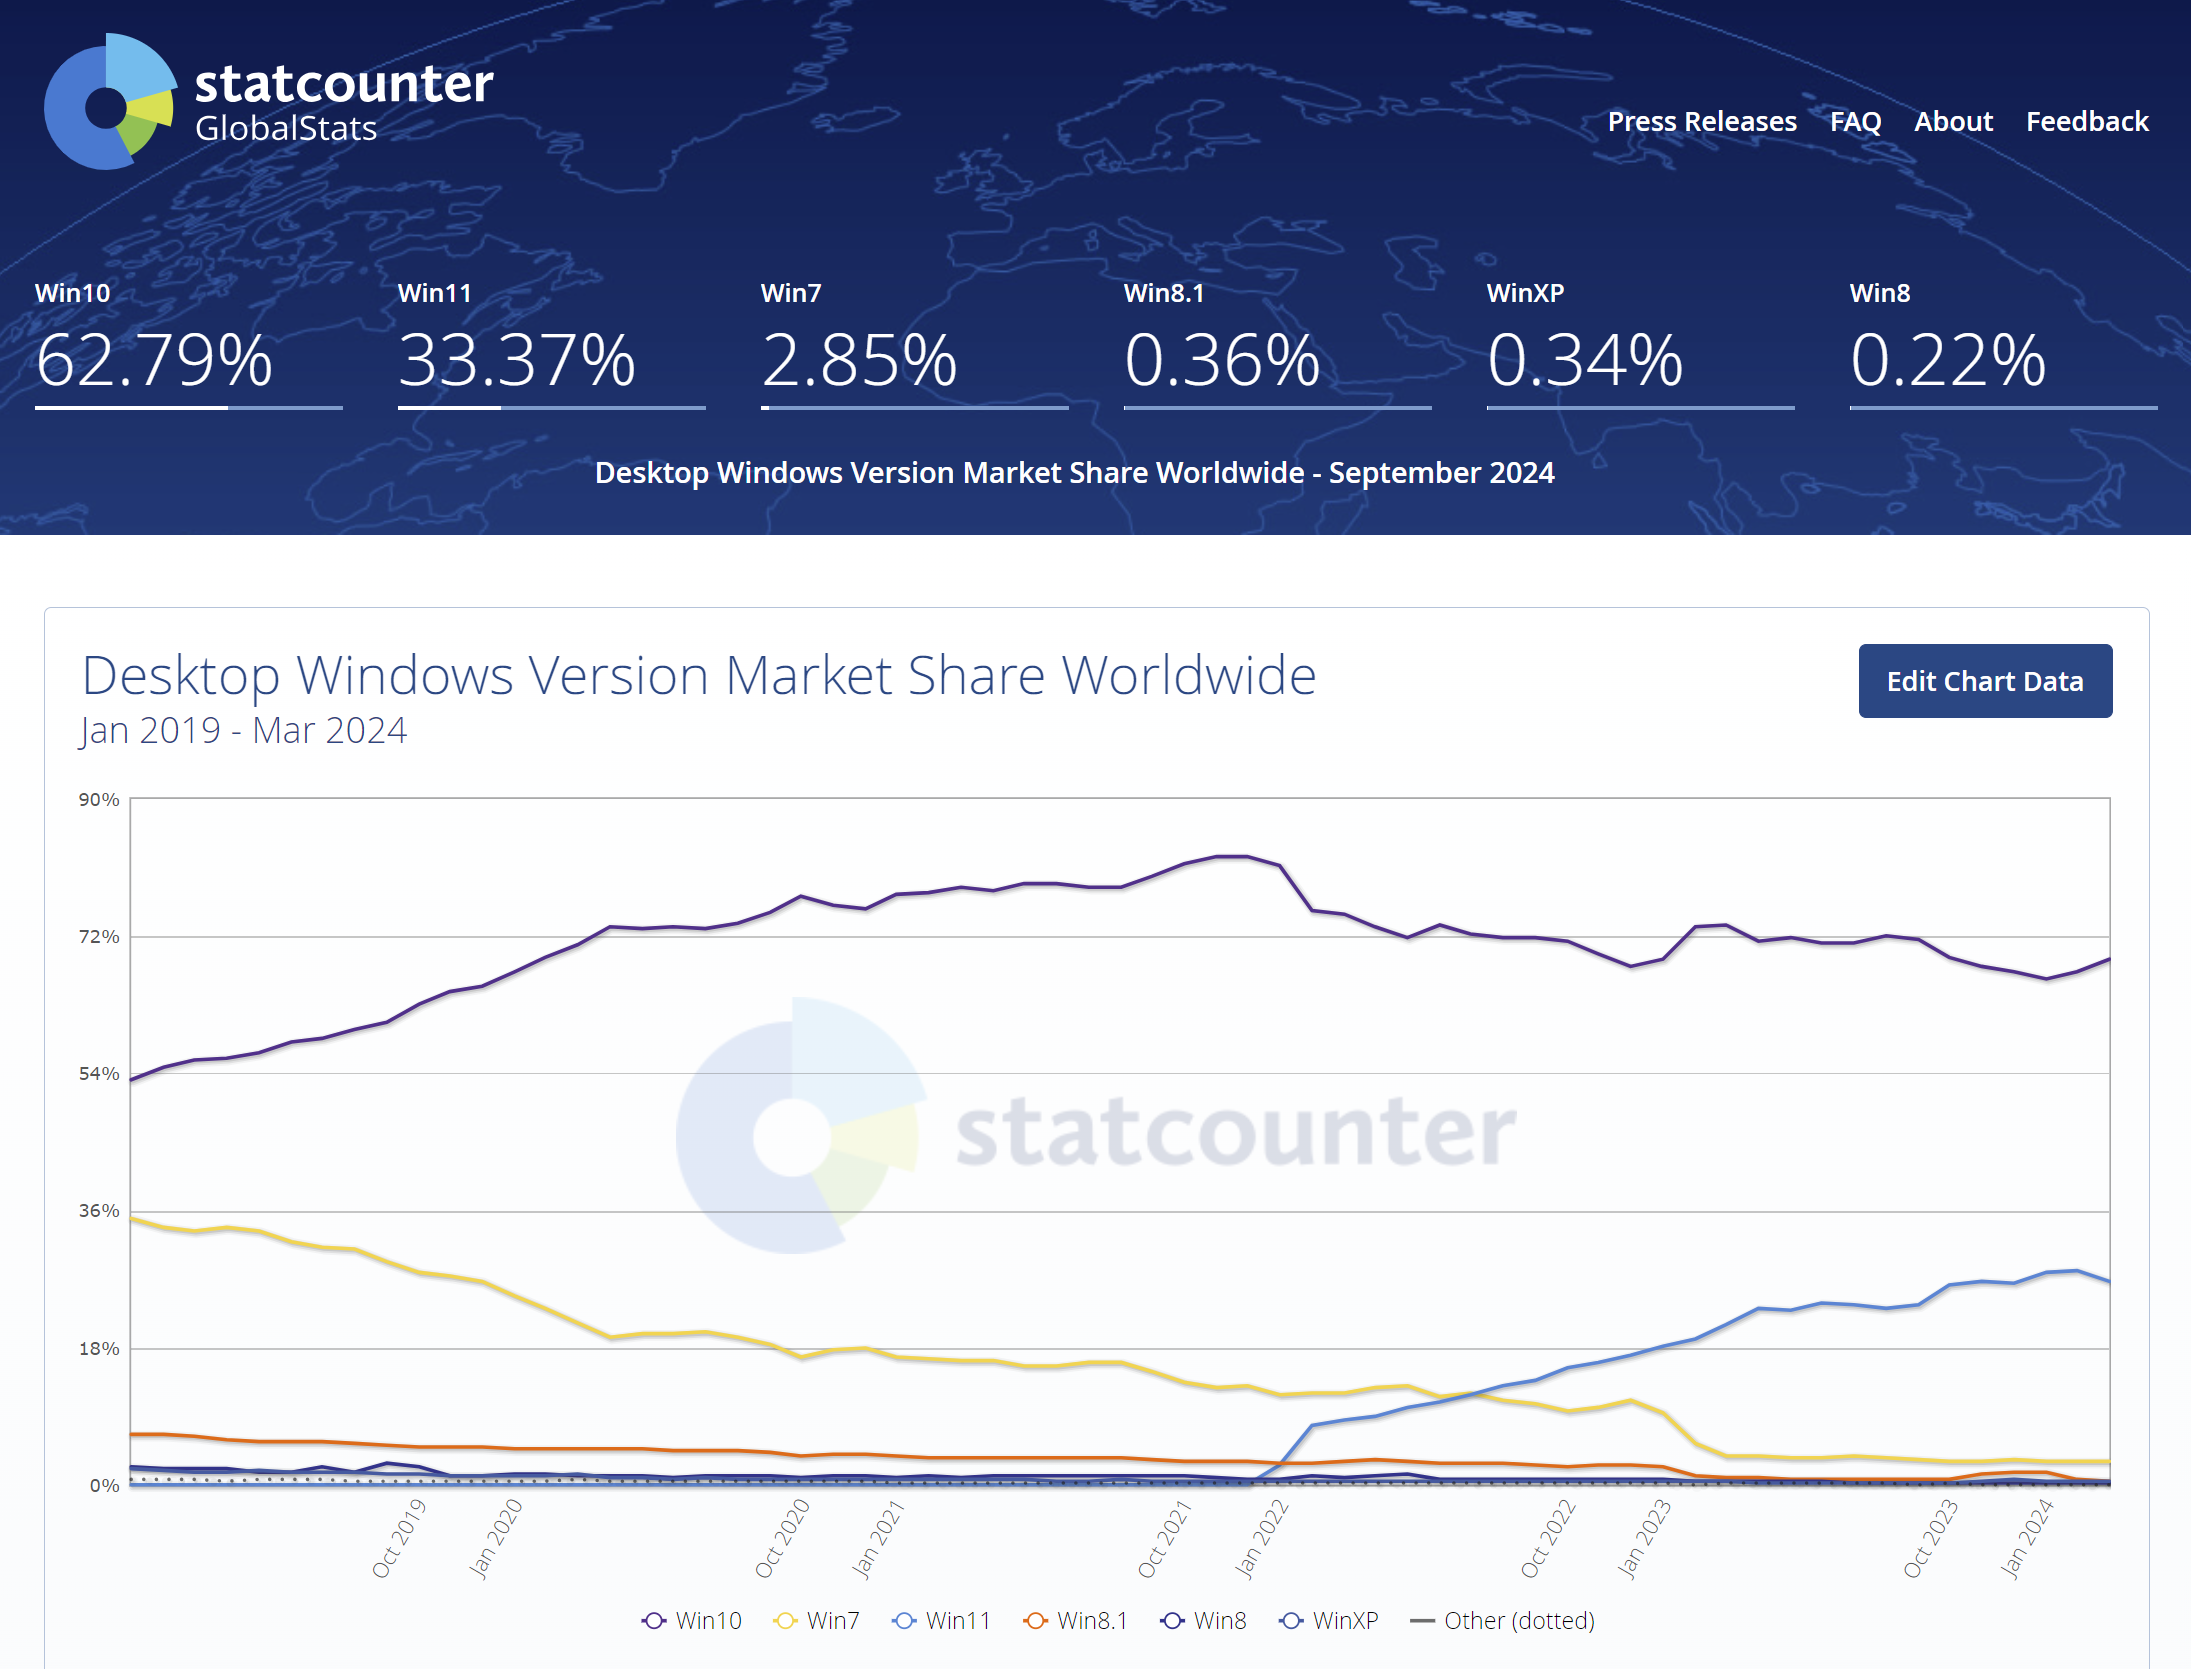 statcounter
GlobalStats
Press Releases FAQ About Feedback
Win10 Win11 Win7 Win8.1 WinXP Win8
62.79% 33.37% 2.85% 0.36% 0.34% 0.22%
Desktop Windows Version Market Share Worldwide - September 2024
Desktop Windows Version Market Share Worldwide
Jan 2019 - Mar 2024
Edit Chart Data
90%
72%
54%
statcounter
36%
18%
0%
Oct 2019 Jan 2020 Oct 2020 Jan 2021 Oct 2021 Jan 2022 Oct 2022 Jan 2023 Oct 2023 Jan 2024
Win10 Win7 Win11 Win8.1 Win8 WinXP Other (dotted)